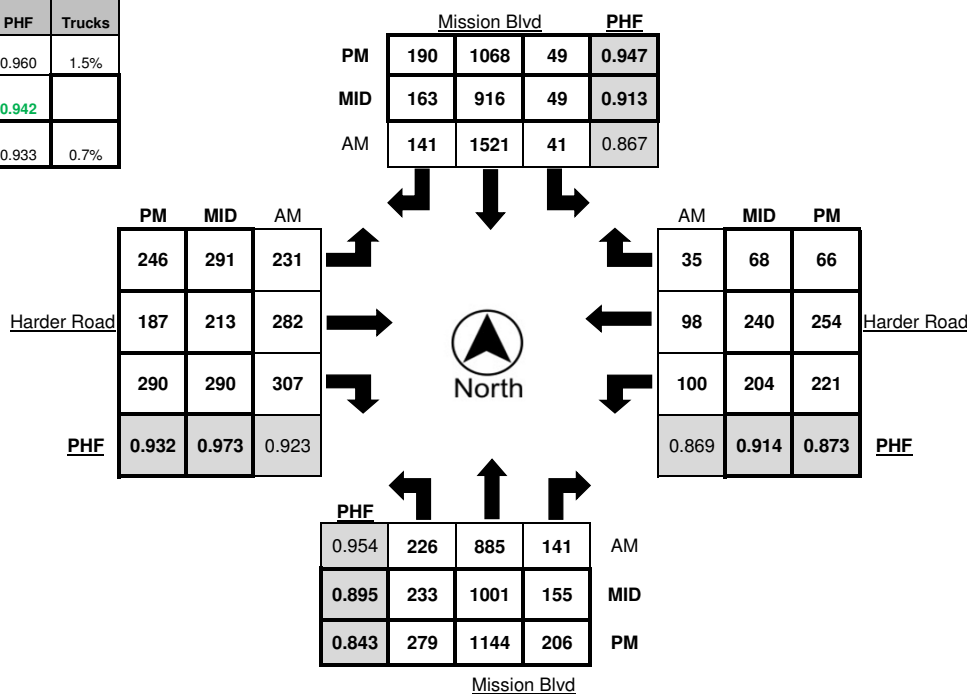 PHF Trucks
0.960 1.5%
0.942
0.933 0.7%
Mission Blvd PHF
PM 190 1068 49 0.947
MID 163 916 49 0.913
AM 141 1521 41 0.867
PM MID AM
246 291 231
Harder Road 187 213 282
290 290 307
PHF 0.932 0.973 0.923
North
AM MID PM
35 68 66
98 240 254 Harder Road
100 204 221
0.869 0.914 0.873 PHF
PHF
0.954 226 885 141 AM
0.895 233 1001 155 MID
0.843 279 1144 206 PM
Mission Blvd